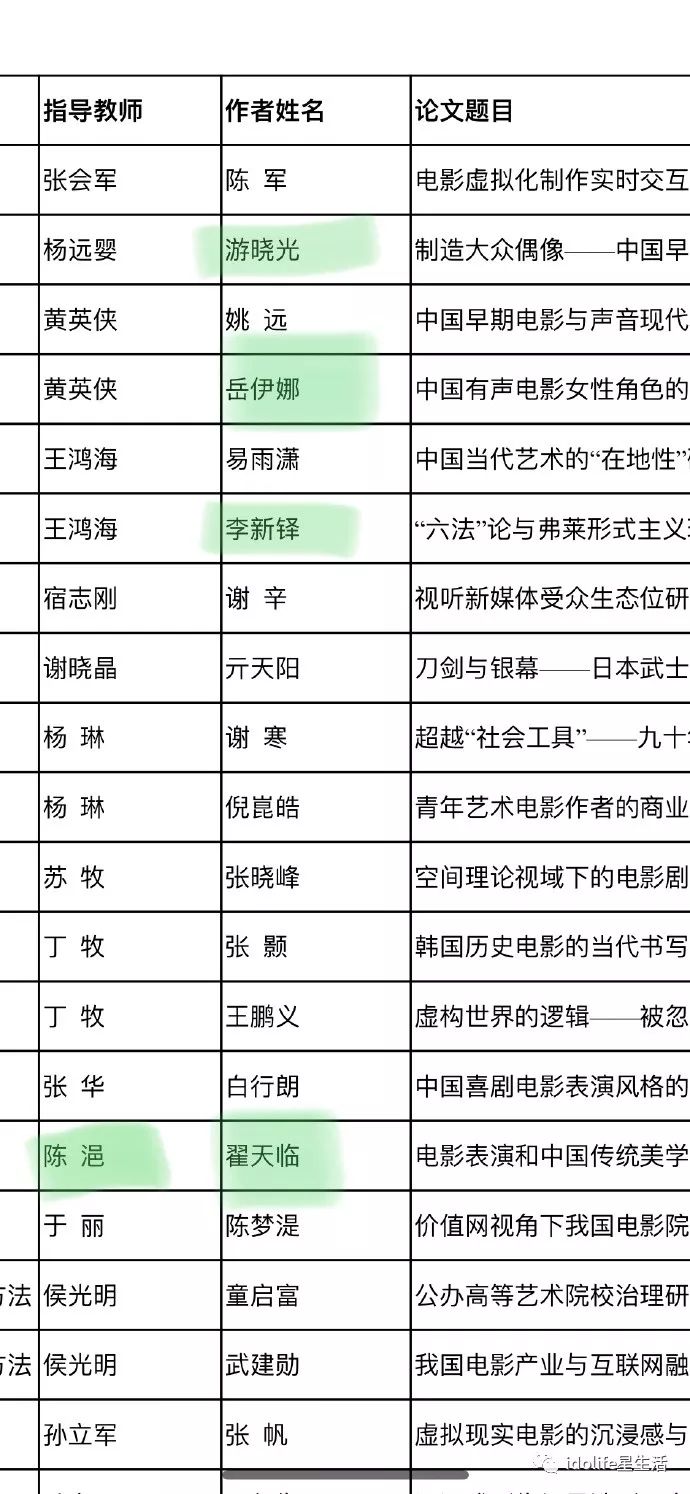 指导教师 作者姓名 论文题目
张会军 陈 军 电影虚拟化制作实时交互
杨远婴 游晓光 制造大众偶像——中国早
黄英侠 姚 远 中国早期电影与声音现代
黄英侠 岳伊娜 中国有声电影女性角色的
王鸿海 易雨潇 中国当代艺术的“在地性”
王鸿海 李新铎 “六法”论与弗莱形式主义
宿志刚 谢 辛 视听新媒体受众生态位研
谢晓晶 亓天阳 刀剑与银幕——日本武士
杨 琳 谢 寒 超越“社会工具”——九十
杨 琳 倪崑皓 青年艺术电影作者的商业
苏 牧 张晓峰 空间理论视域下的电影剧
丁 牧 张 颢 韩国历史电影的当代书写
丁 牧 王鹏义 虚构世界的逻辑——被忽
张 华 白行朗 中国喜剧电影表演风格的
陈 浥 翟天临 电影表演和中国传统美学
于 丽 陈梦湜 价值网视角下我国电影院
方法 侯光明 童启富 公办高等艺术院校治理研
方法 侯光明 武建勋 我国电影产业与互联网融
孙立军 张 帆 虚拟现实电影的沉浸感与
idolife星生活